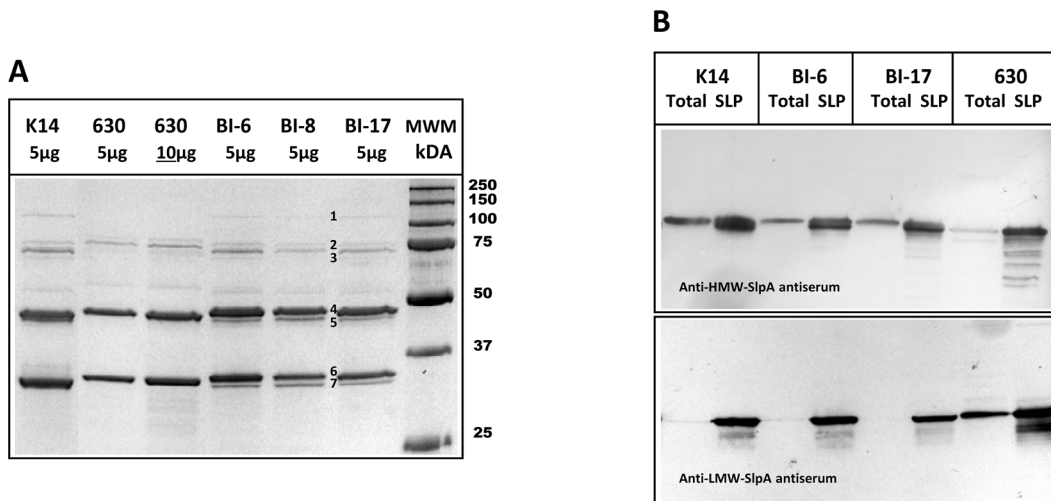 A
K14 630 630 BI-6 BI-8 BI-17 MWM
5µg 5µg 10µg 5µg 5µg 5µg kDA
250
150
1 100
2 75
3
50
4
5
37
6
7
25
B
K14 BI-6 BI-17 630
Total SLP Total SLP Total SLP Total SLP
Anti-HMW-SlpA antiserum
Anti-LMW-SlpA antiserum